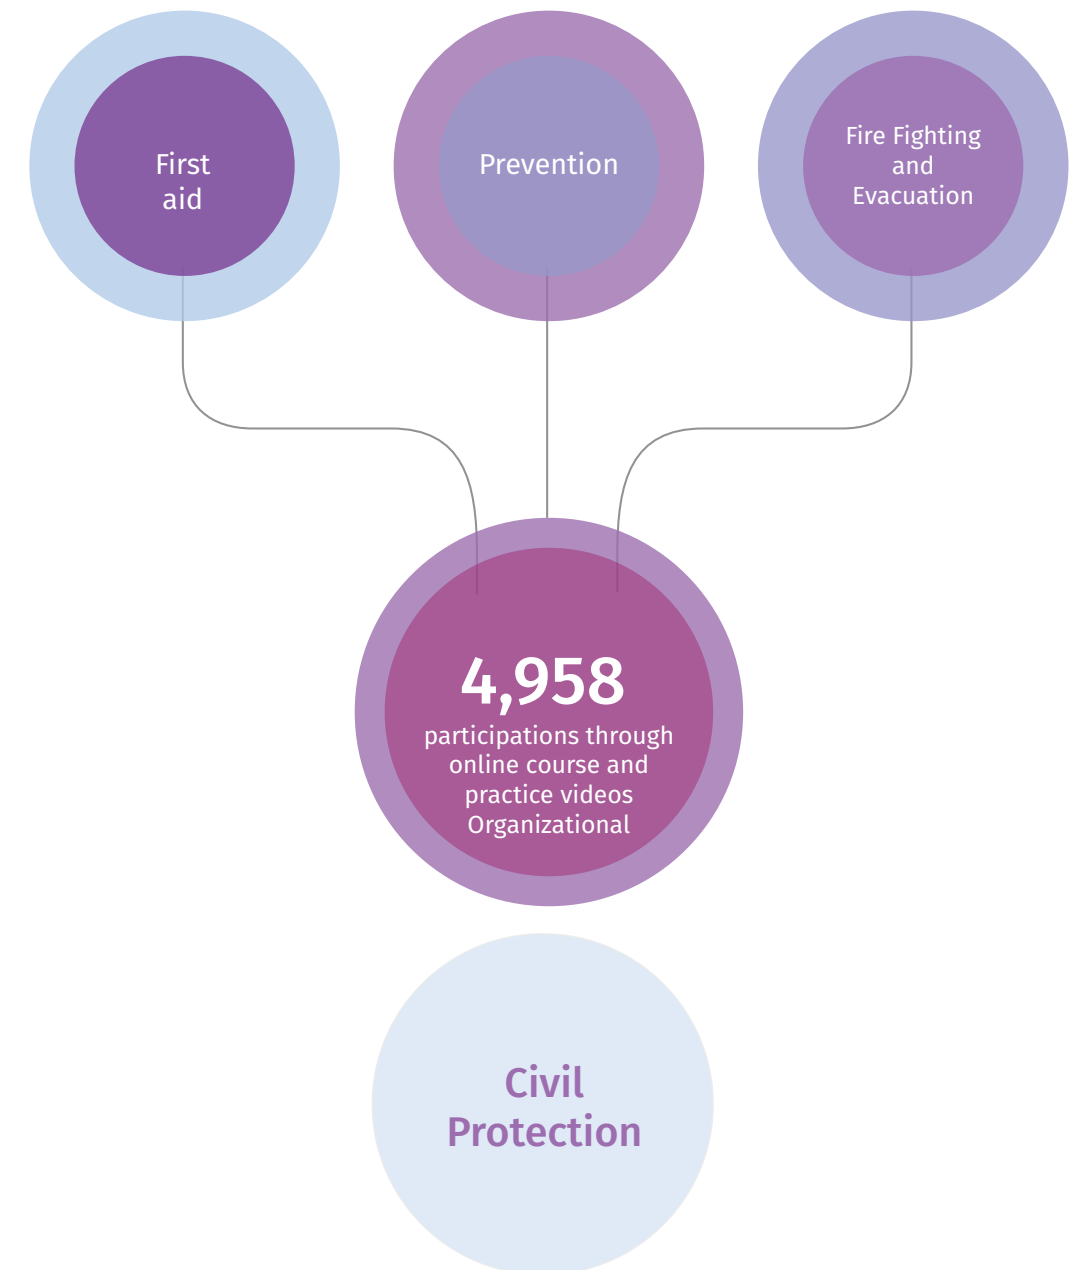 First
aid
Prevention
Fire Fighting
and
Evacuation
4,958
participations through
online course and
practice videos
Organizational
Civil
Protection